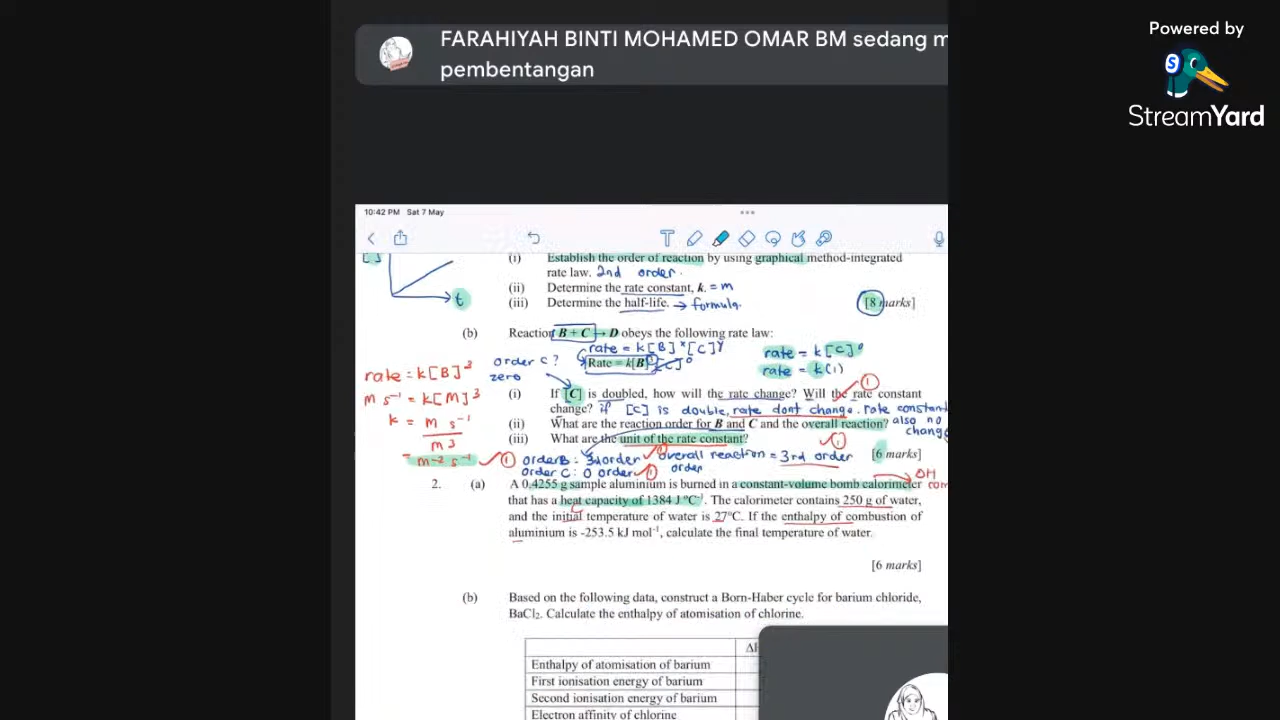 Powered by
StreamYard
FARAHIYAH BINTI MOHAMED OMAR BM sedang m
pembentangan
10:42 PM Sat 7 May
(i) Establish the order of reaction by using graphical method-integrated
rate law. 2nd order.
(ii) Determine the rate constant, k. = m
t
(iii) Determine the half-life. → formula.
[8 marks]
(b) Reaction B + C → D obeys the following rate law:
rate = k[B]ˣ[C]ʸ
rate = k[C]⁰
order C?
Rate = k[B]³[C]⁰
rate = k(1)
rate = k[B]³
zero
(i) If [C] is doubled, how will the rate change? Will the rate constant
①
M s⁻¹ = k[M]³
change? if [C] is double, rate dont change. rate constant
also no change
k = M s⁻¹
M³
(ii) What are the reaction order for B and C and the overall reaction?
(iii) What are the unit of the rate constant?
①
[6 marks]
= M⁻² s⁻¹ ①
order B : 3rd order overall reaction = 3rd order
order C : 0 order ①
order
2. (a) A 0.4255 g sample aluminium is burned in a constant-volume bomb calorimeter
ΔH
com
that has a heat capacity of 1384 J °C⁻¹. The calorimeter contains 250 g of water,
and the initial temperature of water is 27°C. If the enthalpy of combustion of
aluminium is -253.5 kJ mol⁻¹, calculate the final temperature of water.
[6 marks]
(b) Based on the following data, construct a Born-Haber cycle for barium chloride,
BaCl₂. Calculate the enthalpy of atomisation of chlorine.
Enthalpy of atomisation of barium
First ionisation energy of barium
Second ionisation energy of barium
Electron affinity of chlorine